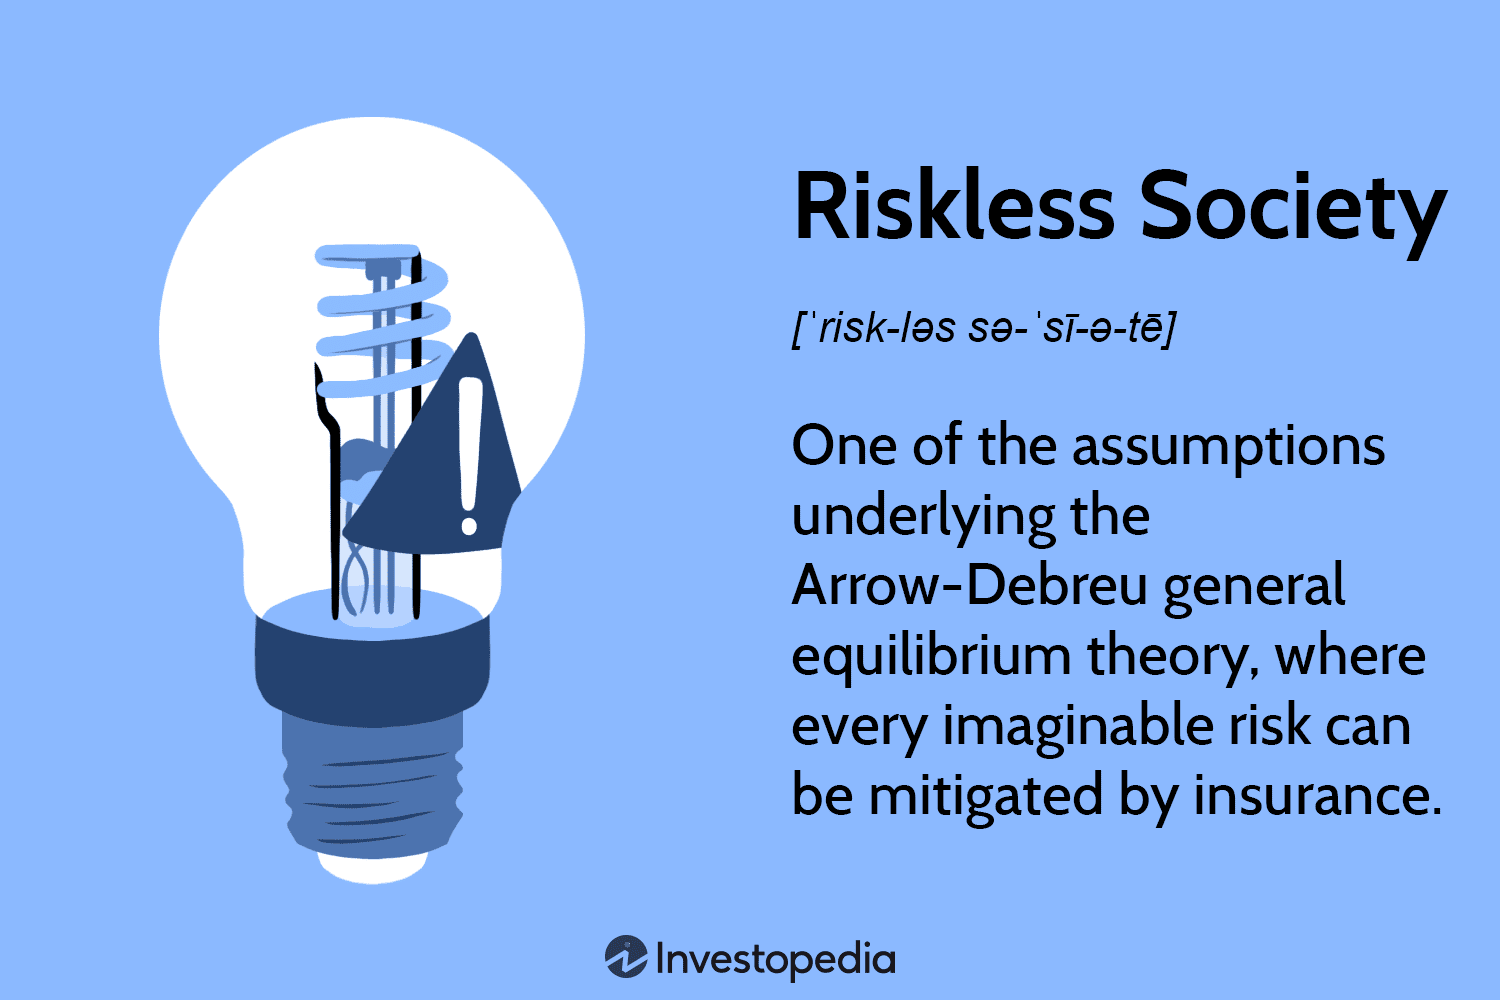 Riskless Society
[ˈrisk-ləs sə-ˈsī-ə-tē]
One of the assumptions
underlying the
Arrow-Debreu general
equilibrium theory, where
every imaginable risk can
be mitigated by insurance.
!
Investopedia